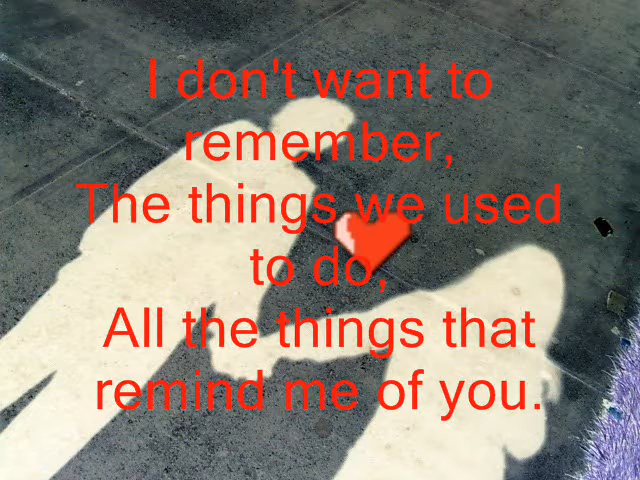 I don't want to
remember,
The things we used
to do,
All the things that
remind me of you.